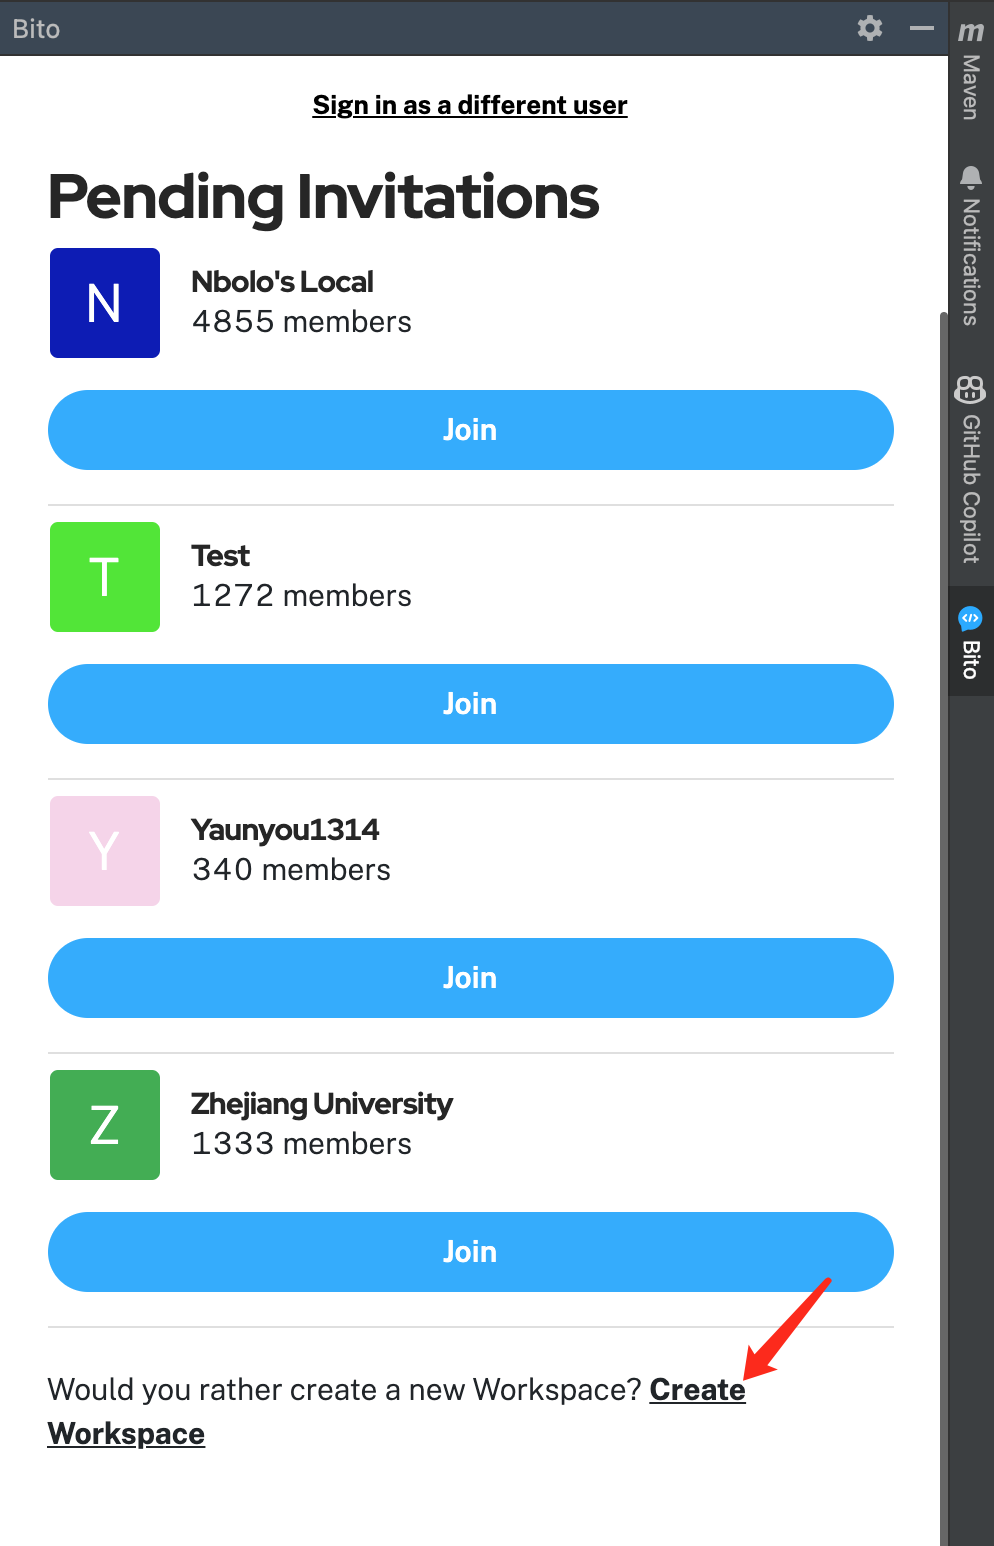 Bito
Sign in as a different user
Pending Invitations
N
Nbolo's Local
4855 members
Join
T
Test
1272 members
Join
Y
Yaunyou1314
340 members
Join
Z
Zhejiang University
1333 members
Join
Would you rather create a new Workspace? Create
Workspace
m
Maven
Notifications
GitHub Copilot
</>
Bito